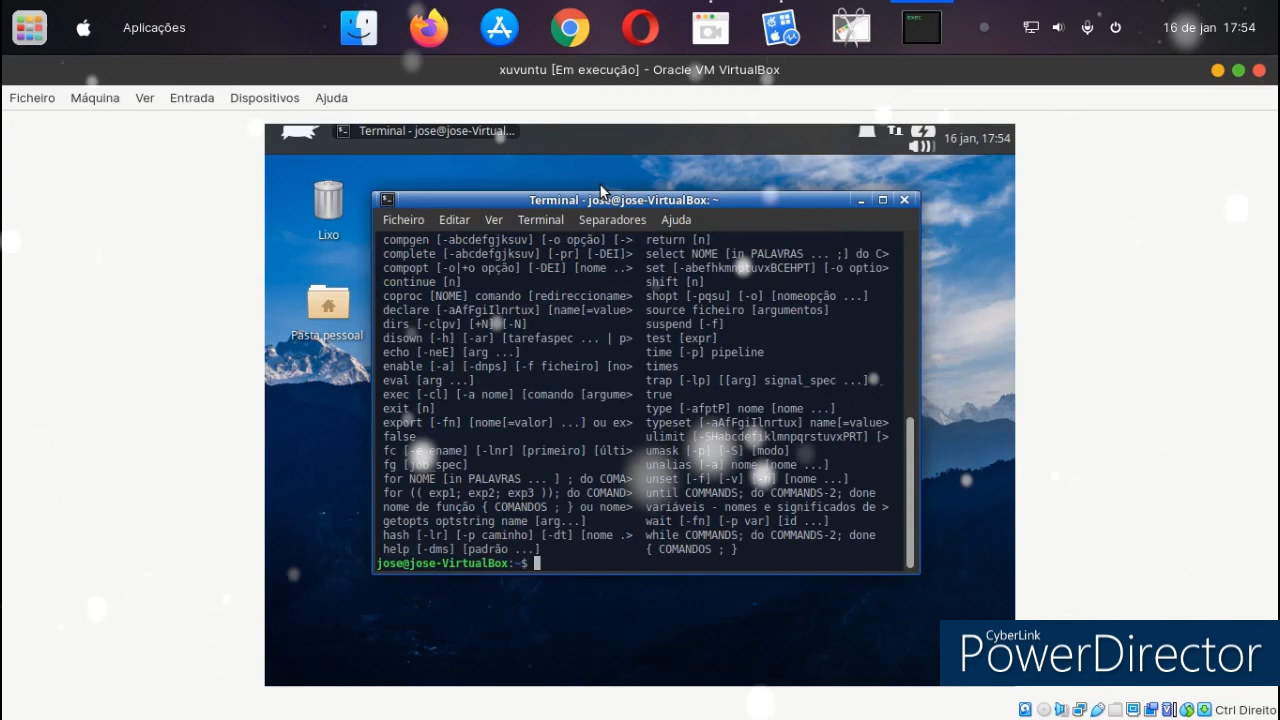 Aplicações
exec
16 de jan 17:54
xuvuntu [Em execução] - Oracle VM VirtualBox
Ficheiro Máquina Ver Entrada Dispositivos Ajuda
Terminal - jose@jose-Virtual...
16 jan, 17:54
Lixo
Pasta pessoal
Terminal - jose@jose-VirtualBox: ~
Ficheiro Editar Ver Terminal Separadores Ajuda
compgen [-abcdefgjksuv] [-o opção] [-> return [n]
complete [-abcdefgjksuv] [-pr] [-DEI]> select NOME [in PALAVRAS ... ;] do C>
compopt [-o|+o opção] [-DEI] [nome ..> set [-abefhkmnptuvxBCEHPT] [-o optio>
continue [n] shift [n]
coproc [NOME] comando [redireccioname> shopt [-pqsu] [-o] [nomeopção ...]
declare [-aAfFgiIlnrtux] [name[=value> source ficheiro [argumentos]
dirs [-clpv] [+N] [-N] suspend [-f]
disown [-h] [-ar] [tarefaspec ... | p> test [expr]
echo [-neE] [arg ...] time [-p] pipeline
enable [-a] [-dnps] [-f ficheiro] [no> times
eval [arg ...] trap [-lp] [[arg] signal_spec ...]
exec [-cl] [-a nome] [comando [argume> true
exit [n] type [-afptP] nome [nome ...]
export [-fn] [nome[=valor] ...] ou ex> typeset [-aAfFgiIlnrtux] name[=value>
false ulimit [-SHabcdefiklmnpqrstuvxPRT] [>
fc [-e ename] [-lnr] [primeiro] [últi> umask [-p] [-S] [modo]
fg [job_spec] unalias [-a] nome [nome ...]
for NOME [in PALAVRAS ... ] ; do COMA> unset [-f] [-v] [-n] [nome ...]
for (( exp1; exp2; exp3 )); do COMAND> until COMMANDS; do COMMANDS-2; done
nome de função { COMANDOS ; } ou nome> variáveis - nomes e significados de >
getopts optstring name [arg...] wait [-fn] [-p var] [id ...]
hash [-lr] [-p caminho] [-dt] [nome .> while COMMANDS; do COMMANDS-2; done
help [-dms] [padrão ...] { COMANDOS ; }
jose@jose-VirtualBox:~$
CyberLink
PowerDirector
Ctrl Direito